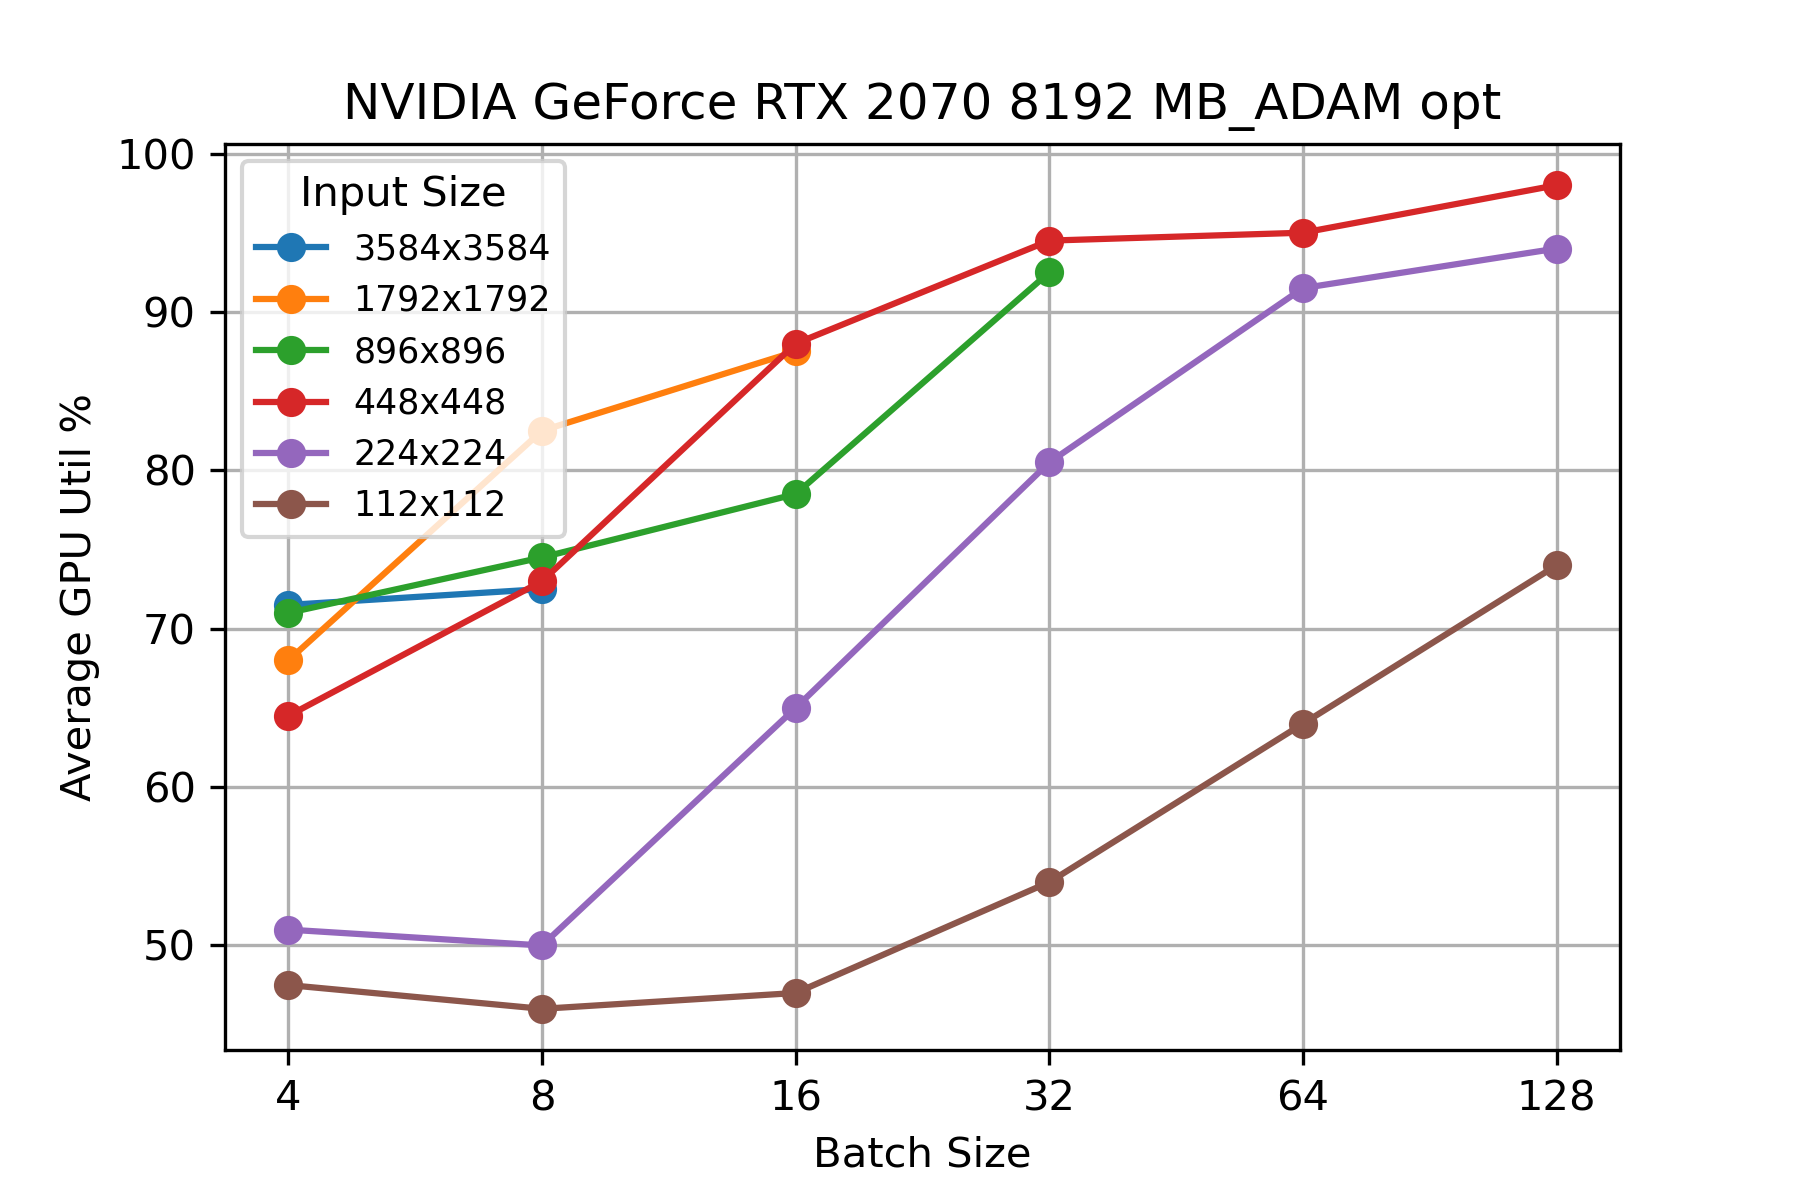 NVIDIA GeForce RTX 2070 8192 MB_ADAM opt
100
90
80
70
60
50
Average GPU Util %
Input Size
3584x3584
1792x1792
896x896
448x448
224x224
112x112
4 8 16 32 64 128
Batch Size